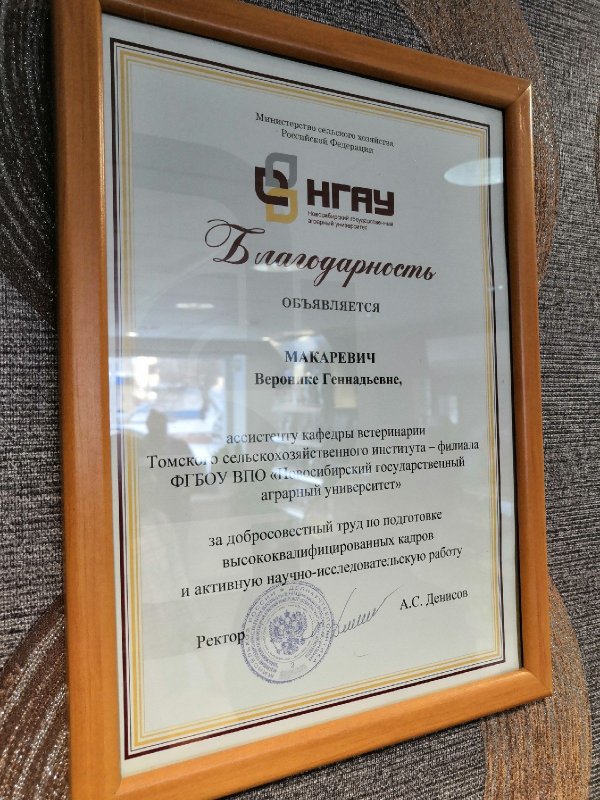 Министерство сельского хозяйства
Российской Федерации
НГАУ
Новосибирский государственный
аграрный университет
Благодарность
ОБЪЯВЛЯЕТСЯ
МАКАРЕВИЧ
Веронике Геннадьевне,
ассистенту кафедры ветеринарии
Томского сельскохозяйственного института – филиала
ФГБОУ ВПО «Новосибирский государственный
аграрный университет»
за добросовестный труд по подготовке
высококвалифицированных кадров
и активную научно-исследовательскую работу
Ректор
А.С. Денисов